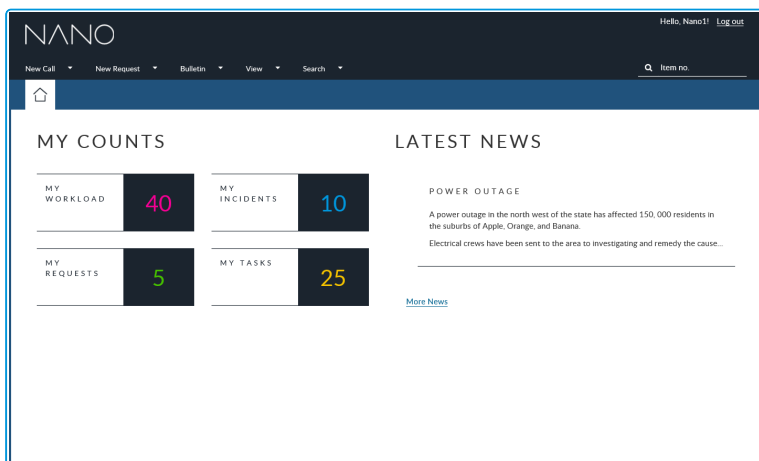 Hello, Nano1! Log out
NANO
New Call New Request Bulletin View Search Item no.
MY COUNTS
MY
WORKLOAD
40
MY
INCIDENTS
10
MY
REQUESTS
5
MY TASKS
25
LATEST NEWS
POWER OUTAGE
A power outage in the north west of the state has affected 150, 000 residents in
the suburbs of Apple, Orange, and Banana.
Electrical crews have been sent to the area to investigating and remedy the cause...
More News